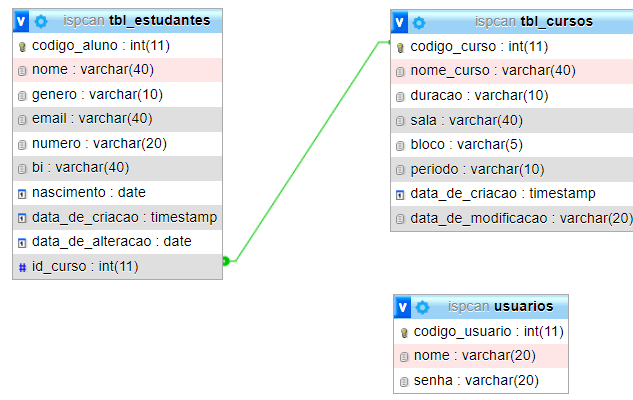 v ispcan tbl_estudantes
codigo_aluno : int(11)
nome : varchar(40)
genero : varchar(10)
email : varchar(40)
numero : varchar(20)
bi : varchar(40)
nascimento : date
data_de_criacao : timestamp
data_de_alteracao : date
# id_curso : int(11)
v ispcan tbl_cursos
codigo_curso : int(11)
nome_curso : varchar(40)
duracao : varchar(10)
sala : varchar(40)
bloco : varchar(5)
periodo : varchar(10)
data_de_criacao : timestamp
data_de_modificacao : varchar(20)
v ispcan usuarios
codigo_usuario : int(11)
nome : varchar(20)
senha : varchar(20)